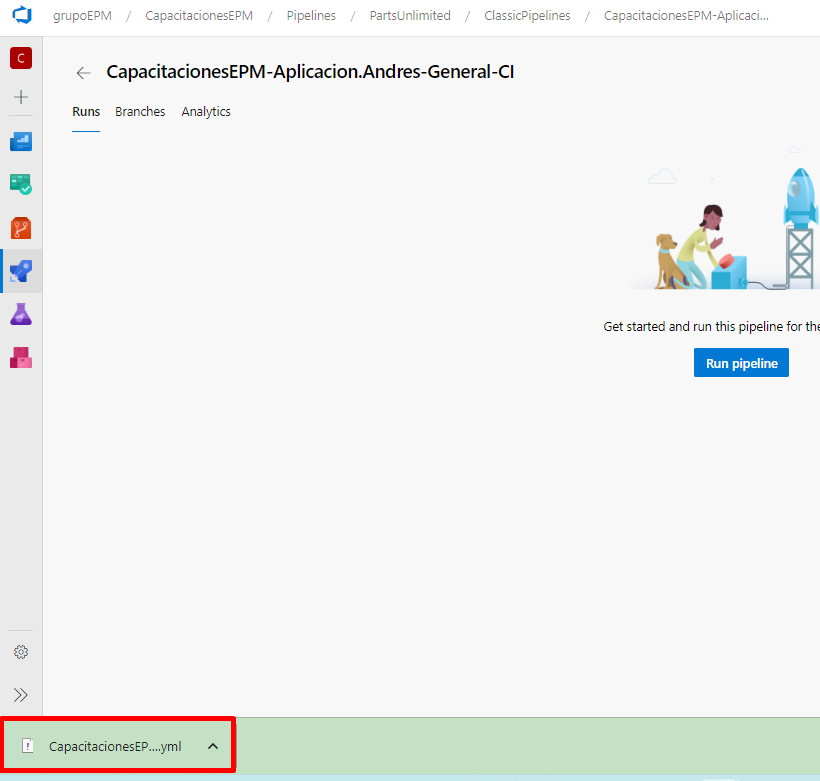 grupoEPM / CapacitacionesEPM / Pipelines / PartsUnlimited / ClassicPipelines / CapacitacionesEPM-Aplicaci...
C
CapacitacionesEPM-Aplicacion.Andres-General-CI
Runs Branches Analytics
Get started and run this pipeline for the
Run pipeline
CapacitacionesEP....yml